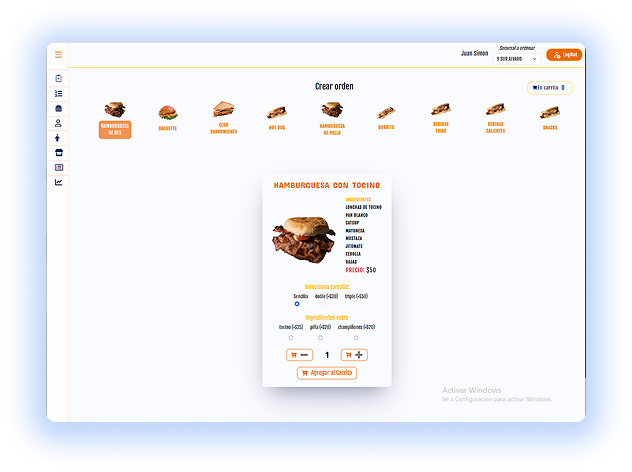 Sucursal a ordenar
Juan Simon
9 SUR ALVARO
LogOut
Crear orden
En carrito 0
HAMBURGUESA
DE RES
BAGUETTE
CLUB
SHANDWICHES
HOT DOG
HAMBURGUESA
DE POLLO
BURRITO
BEBIDAS
FRIAS
BEBIDAS
CALIENTES
SNACKS
HAMBURGUESA CON TOCINO
INGREDIENTES
LONCHAS DE TOCINO
PAN BLANCO
CATSUP
MAYONESA
MOSTAZA
JITOMATE
CEBOLLA
RAJAS
PRECIO: $50
Selecciona tamaño:
Sencilla doble (+$30) triple (+$50)
Ingredientes extra
tocino (+$25) piña (+$20) champiñones (+$20)
1
Agregar al Carrito
Activar Windows
Ve a Configuración para activar Windows.